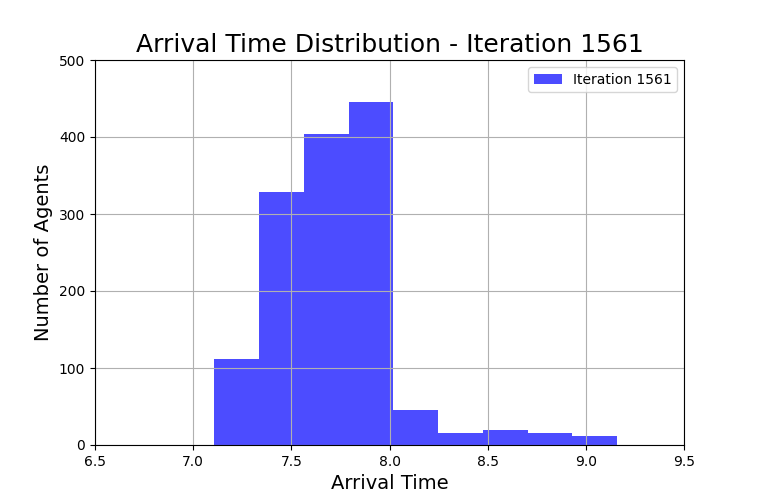 Arrival Time Distribution - Iteration 1561
Iteration 1561
Number of Agents
500
400
300
200
100
0
6.5 7.0 7.5 8.0 8.5 9.0 9.5
Arrival Time